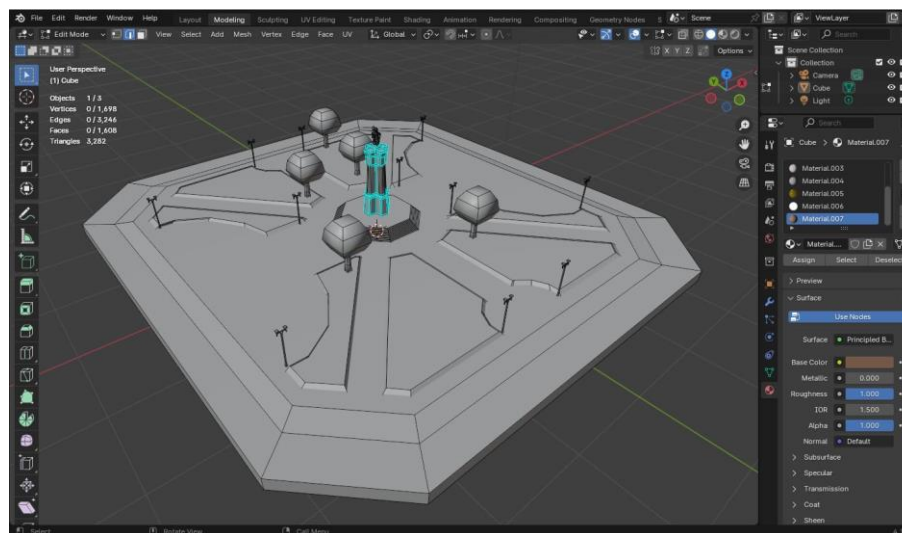 File Edit Render Window Help Layout Modeling Sculpting UV Editing Texture Paint Shading Animation Rendering Compositing Geometry Nodes S Scene ViewLayer
Edit Mode View Select Add Mesh Vertex Edge Face UV Global Search
X Y Z Options
User Perspective
(1) Cube
Objects 1/3
Vertices 0/1,698
Edges 0/3,246
Faces 0/1,608
Triangles 3,282
Scene Collection
Collection
Camera
Cube
Light
Search
Cube > Material.007
Material.003
Material.004
Material.005
Material.006
Material.007
Material....
Assign Select Deselec
Preview
Surface
Use Nodes
Surface Principled B...
Base Color
Metallic 0.000
Roughness 1.000
IOR 1.500
Alpha 1.000
Normal Default
Subsurface
Specular
Transmission
Coat
Sheen
Select Rotate View Call Menu
Z
Y
X